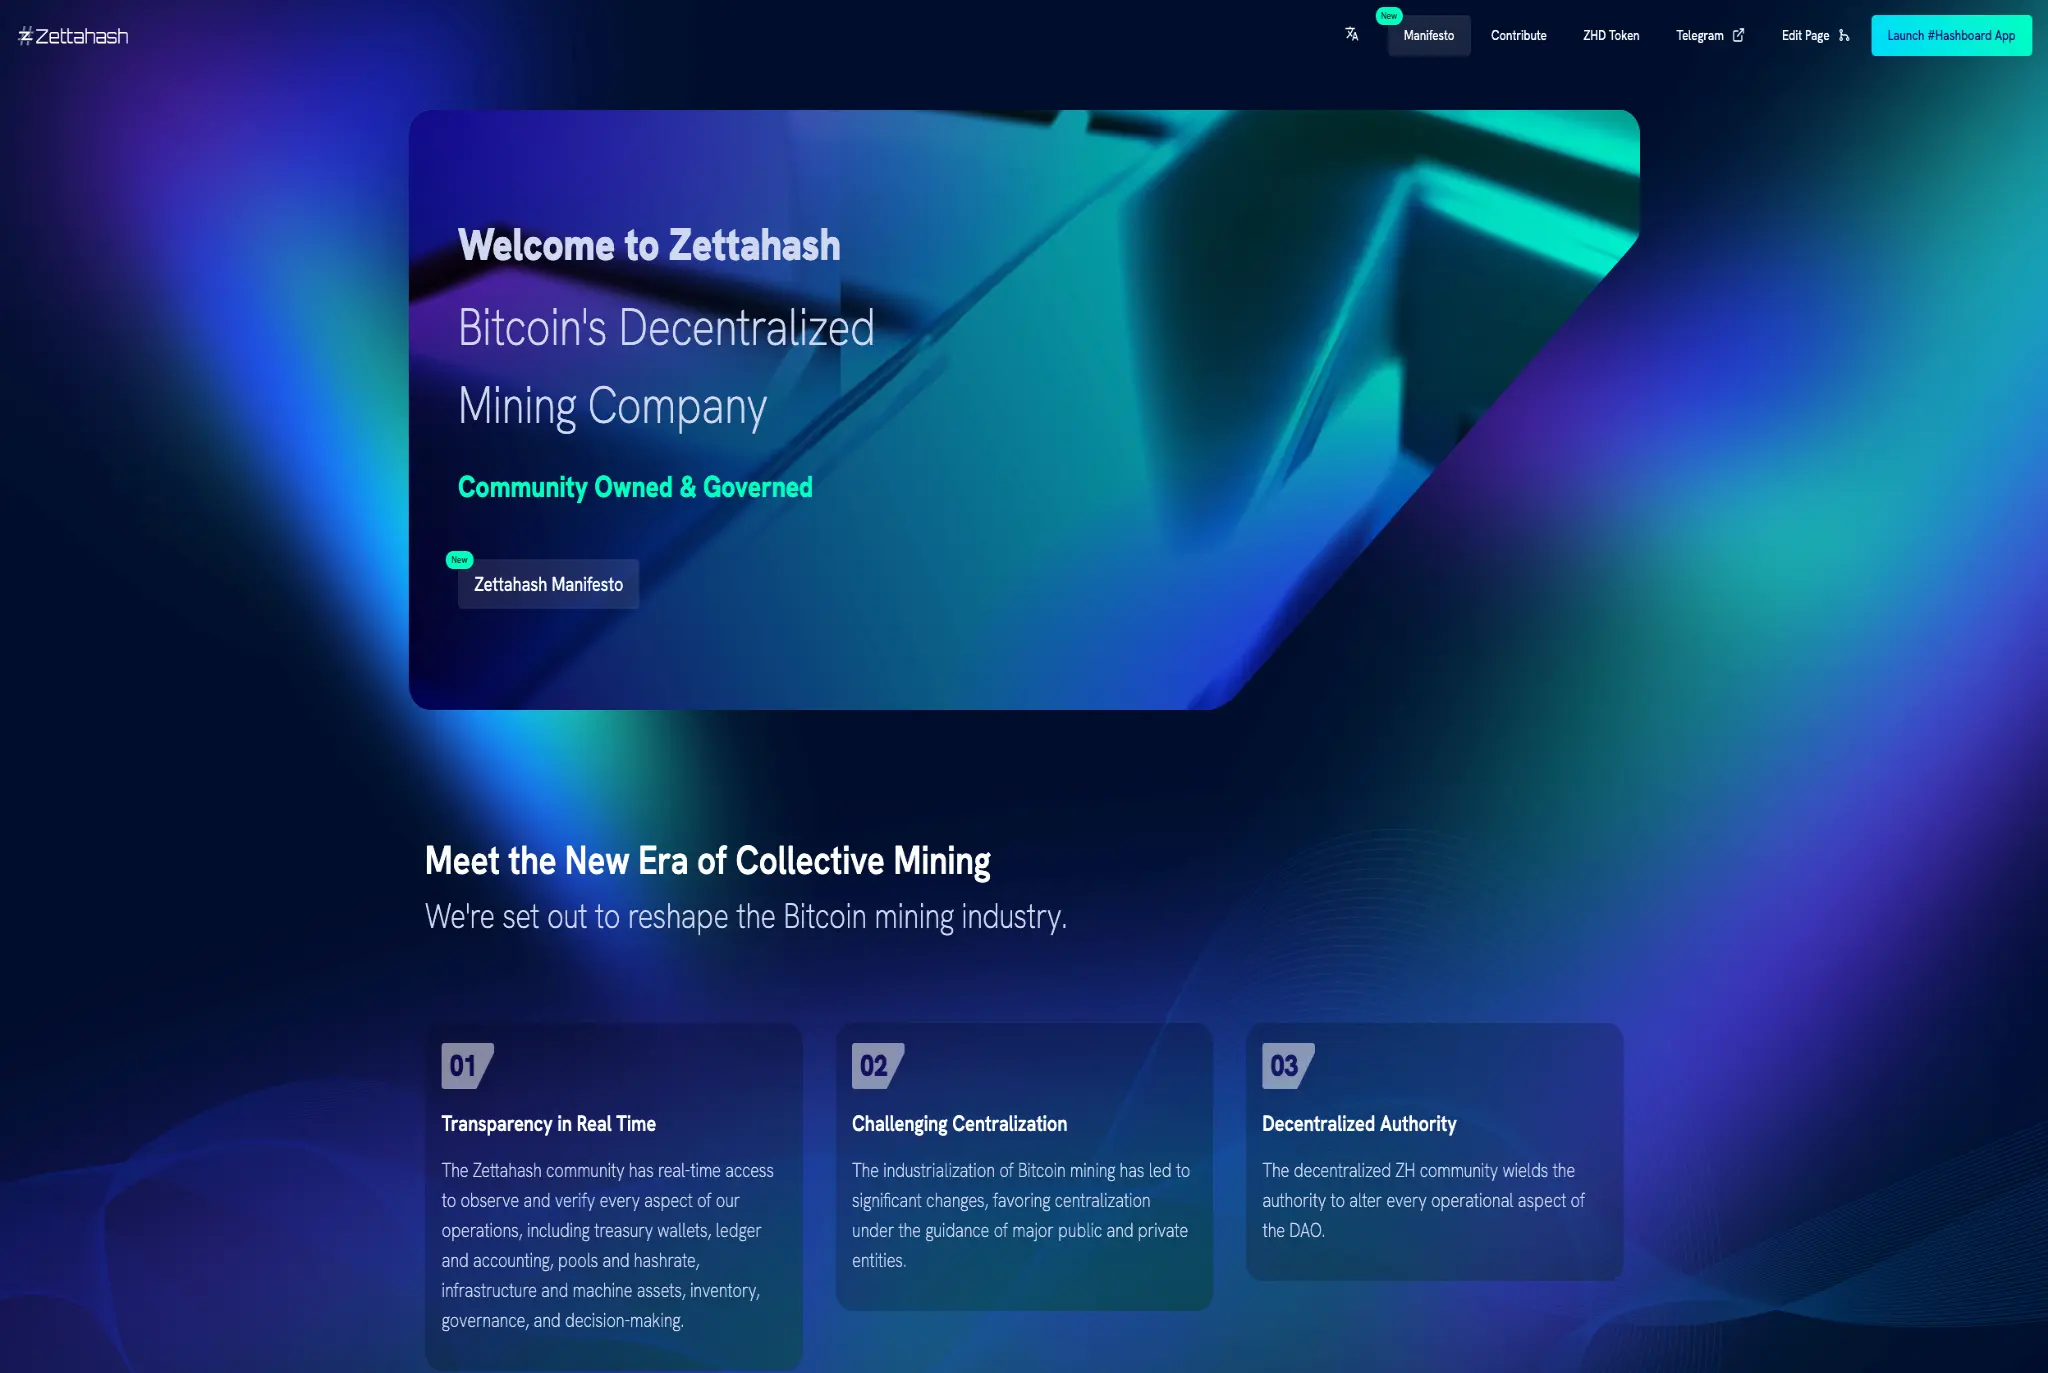 #Zettahash
New
Manifesto
Contribute
ZHD Token
Telegram
Edit Page
Launch #Hashboard App
Welcome to Zettahash
Bitcoin's Decentralized
Mining Company
Community Owned & Governed
New
Zettahash Manifesto
Meet the New Era of Collective Mining
We're set out to reshape the Bitcoin mining industry.
01
Transparency in Real Time
The Zettahash community has real-time access
to observe and verify every aspect of our
operations, including treasury wallets, ledger
and accounting, pools and hashrate,
infrastructure and machine assets, inventory,
governance, and decision-making.
02
Challenging Centralization
The industrialization of Bitcoin mining has led to
significant changes, favoring centralization
under the guidance of major public and private
entities.
03
Decentralized Authority
The decentralized ZH community wields the
authority to alter every operational aspect of
the DAO.